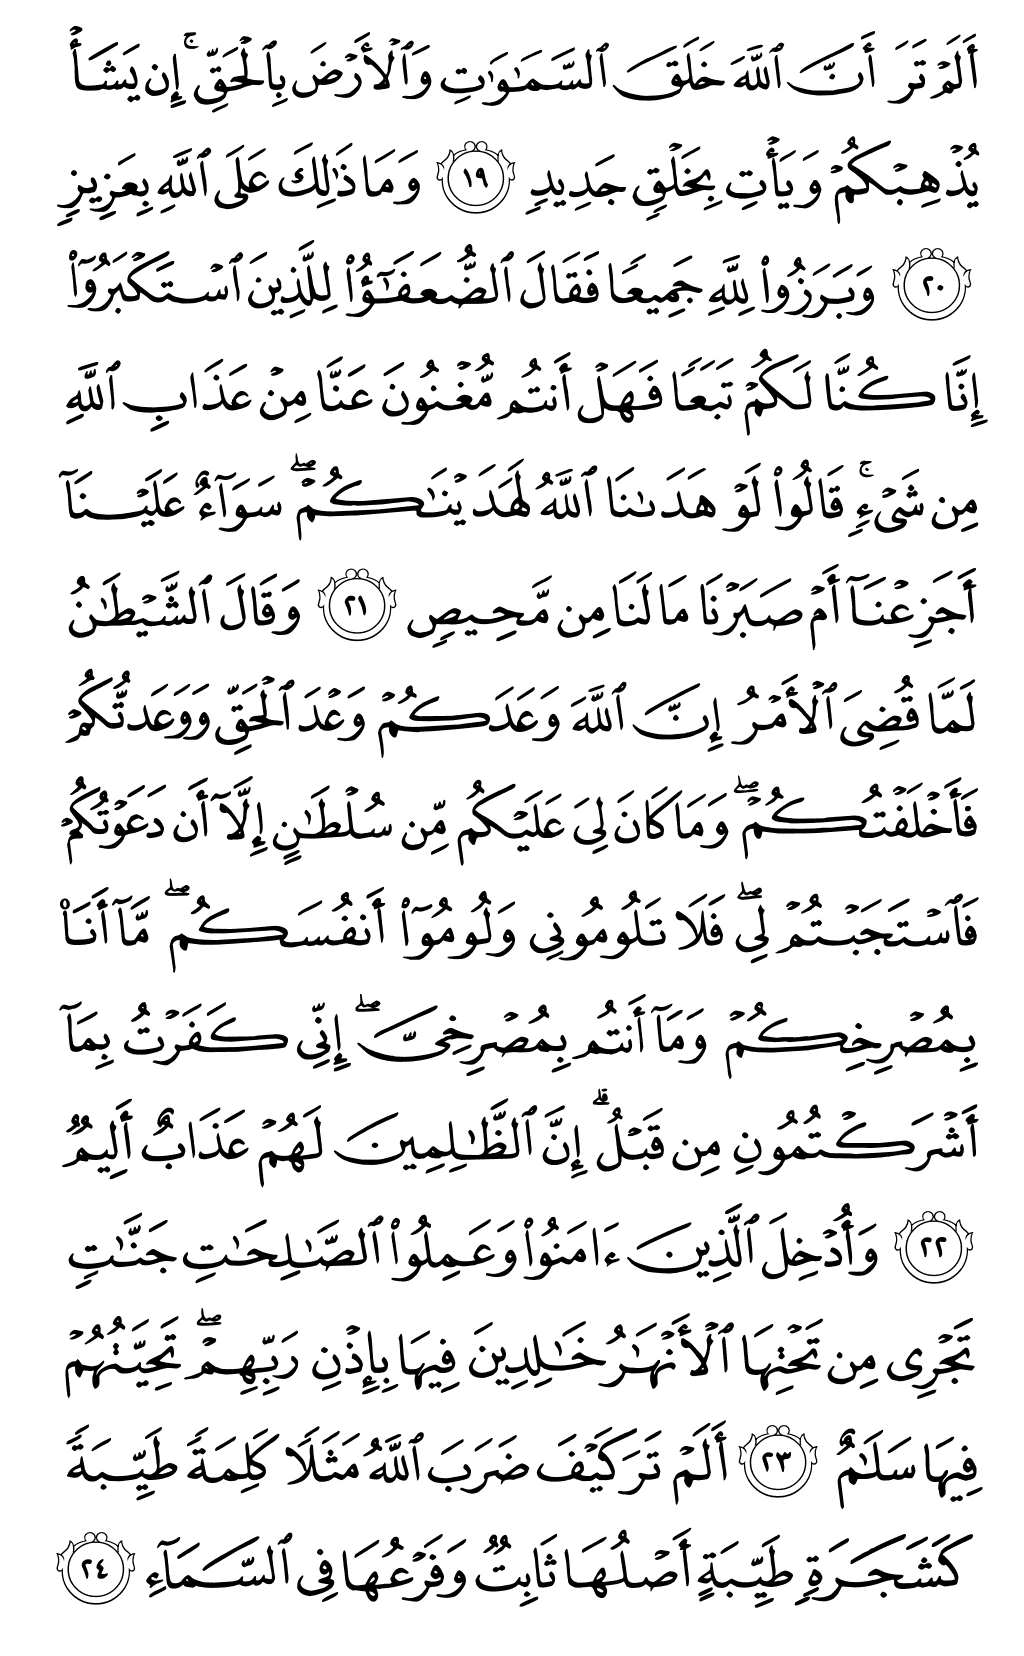 أَلَمۡ تَرَ أَنَّ ٱللَّهَ خَلَقَ ٱلسَّمَٰوَٰتِ وَٱلۡأَرۡضَ بِٱلۡحَقِّۚ إِن يَشَأۡ
يُذۡهِبۡكُمۡ وَيَأۡتِ بِخَلۡقٖ جَدِيدٖ ١٩ وَمَا ذَٰلِكَ عَلَى ٱللَّهِ بِعَزِيزٖ
٢٠ وَبَرَزُواْ لِلَّهِ جَمِيعٗا فَقَالَ ٱلضُّعَفَٰٓؤُاْ لِلَّذِينَ ٱسۡتَكۡبَرُوٓاْ
إِنَّا كُنَّا لَكُمۡ تَبَعٗا فَهَلۡ أَنتُم مُّغۡنُونَ عَنَّا مِنۡ عَذَابِ ٱللَّهِ
مِن شَيۡءٖۚ قَالُواْ لَوۡ هَدَىٰنَا ٱللَّهُ لَهَدَيۡنَٰكُمۡۖ سَوَآءٌ عَلَيۡنَآ
أَجَزِعۡنَآ أَمۡ صَبَرۡنَا مَا لَنَا مِن مَّحِيصٖ ٢١ وَقَالَ ٱلشَّيۡطَٰنُ
لَمَّا قُضِيَ ٱلۡأَمۡرُ إِنَّ ٱللَّهَ وَعَدَكُمۡ وَعۡدَ ٱلۡحَقِّ وَوَعَدتُّكُمۡ
فَأَخۡلَفۡتُكُمۡۖ وَمَا كَانَ لِيَ عَلَيۡكُم مِّن سُلۡطَٰنٍ إِلَّآ أَن دَعَوۡتُكُمۡ
فَٱسۡتَجَبۡتُمۡ لِيۖ فَلَا تَلُومُونِي وَلُومُوٓاْ أَنفُسَكُمۖ مَّآ أَنَا۠
بِمُصۡرِخِكُمۡ وَمَآ أَنتُم بِمُصۡرِخِيَّۖ إِنِّي كَفَرۡتُ بِمَآ
أَشۡرَكۡتُمُونِ مِن قَبۡلُۗ إِنَّ ٱلظَّٰلِمِينَ لَهُمۡ عَذَابٌ أَلِيمٞ
٢٢ وَأُدۡخِلَ ٱلَّذِينَ ءَامَنُواْ وَعَمِلُواْ ٱلصَّٰلِحَٰتِ جَنَّٰتٖ
تَجۡرِي مِن تَحۡتِهَا ٱلۡأَنۡهَٰرُ خَٰلِدِينَ فِيهَا بِإِذۡنِ رَبِّهِمۡۖ تَحِيَّتُهُمۡ
فِيهَا سَلَٰمٌ ٢٣ أَلَمۡ تَرَ كَيۡفَ ضَرَبَ ٱللَّهُ مَثَلٗا كَلِمَةٗ طَيِّبَةٗ
كَشَجَرَةٖ طَيِّبَةٍ أَصۡلُهَا ثَابِتٞ وَفَرۡعُهَا فِي ٱلسَّمَآءِ ٢٤